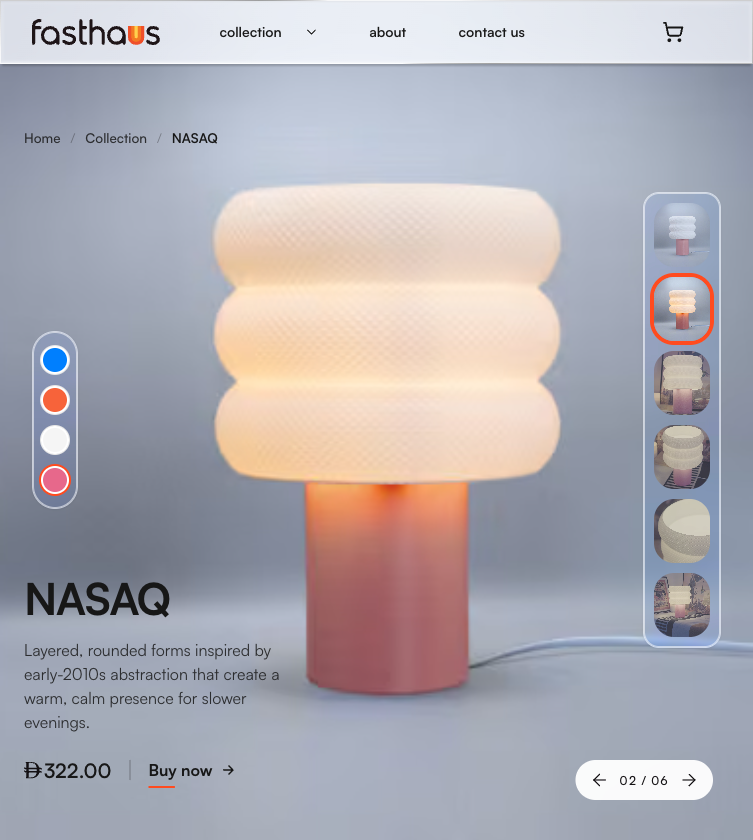 fasthaus
collection about contact us
Home / Collection / NASAQ
NASAQ
Layered, rounded forms inspired by
early-2010s abstraction that create a
warm, calm presence for slower
evenings.
322.00 Buy now →
← 02 / 06 →